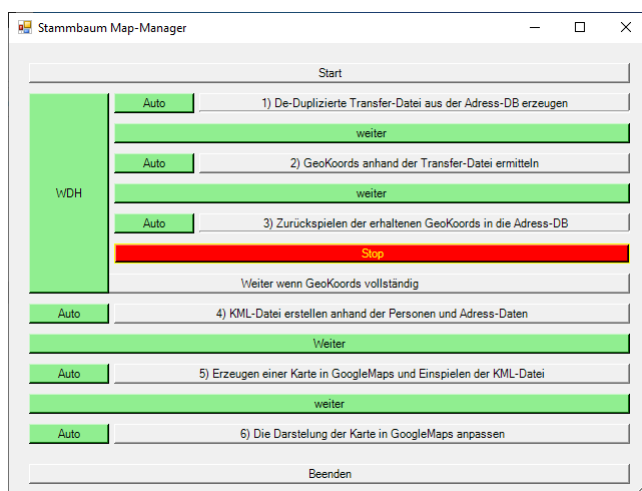 Stammbaum Map-Manager
Start
Auto
1) De-Duplizierte Transfer-Datei aus der Adress-DB erzeugen
weiter
WDH
Auto
2) GeoKoords anhand der Transfer-Datei ermitteln
weiter
Auto
3) Zurückspielen der erhaltenen GeoKoords in die Adress-DB
Stop
Weiter wenn GeoKoords vollständig
Auto
4) KML-Datei erstellen anhand der Personen und Adress-Daten
Weiter
Auto
5) Erzeugen einer Karte in GoogleMaps und Einspielen der KML-Datei
weiter
Auto
6) Die Darstelung der Karte in GoogleMaps anpassen
Beenden